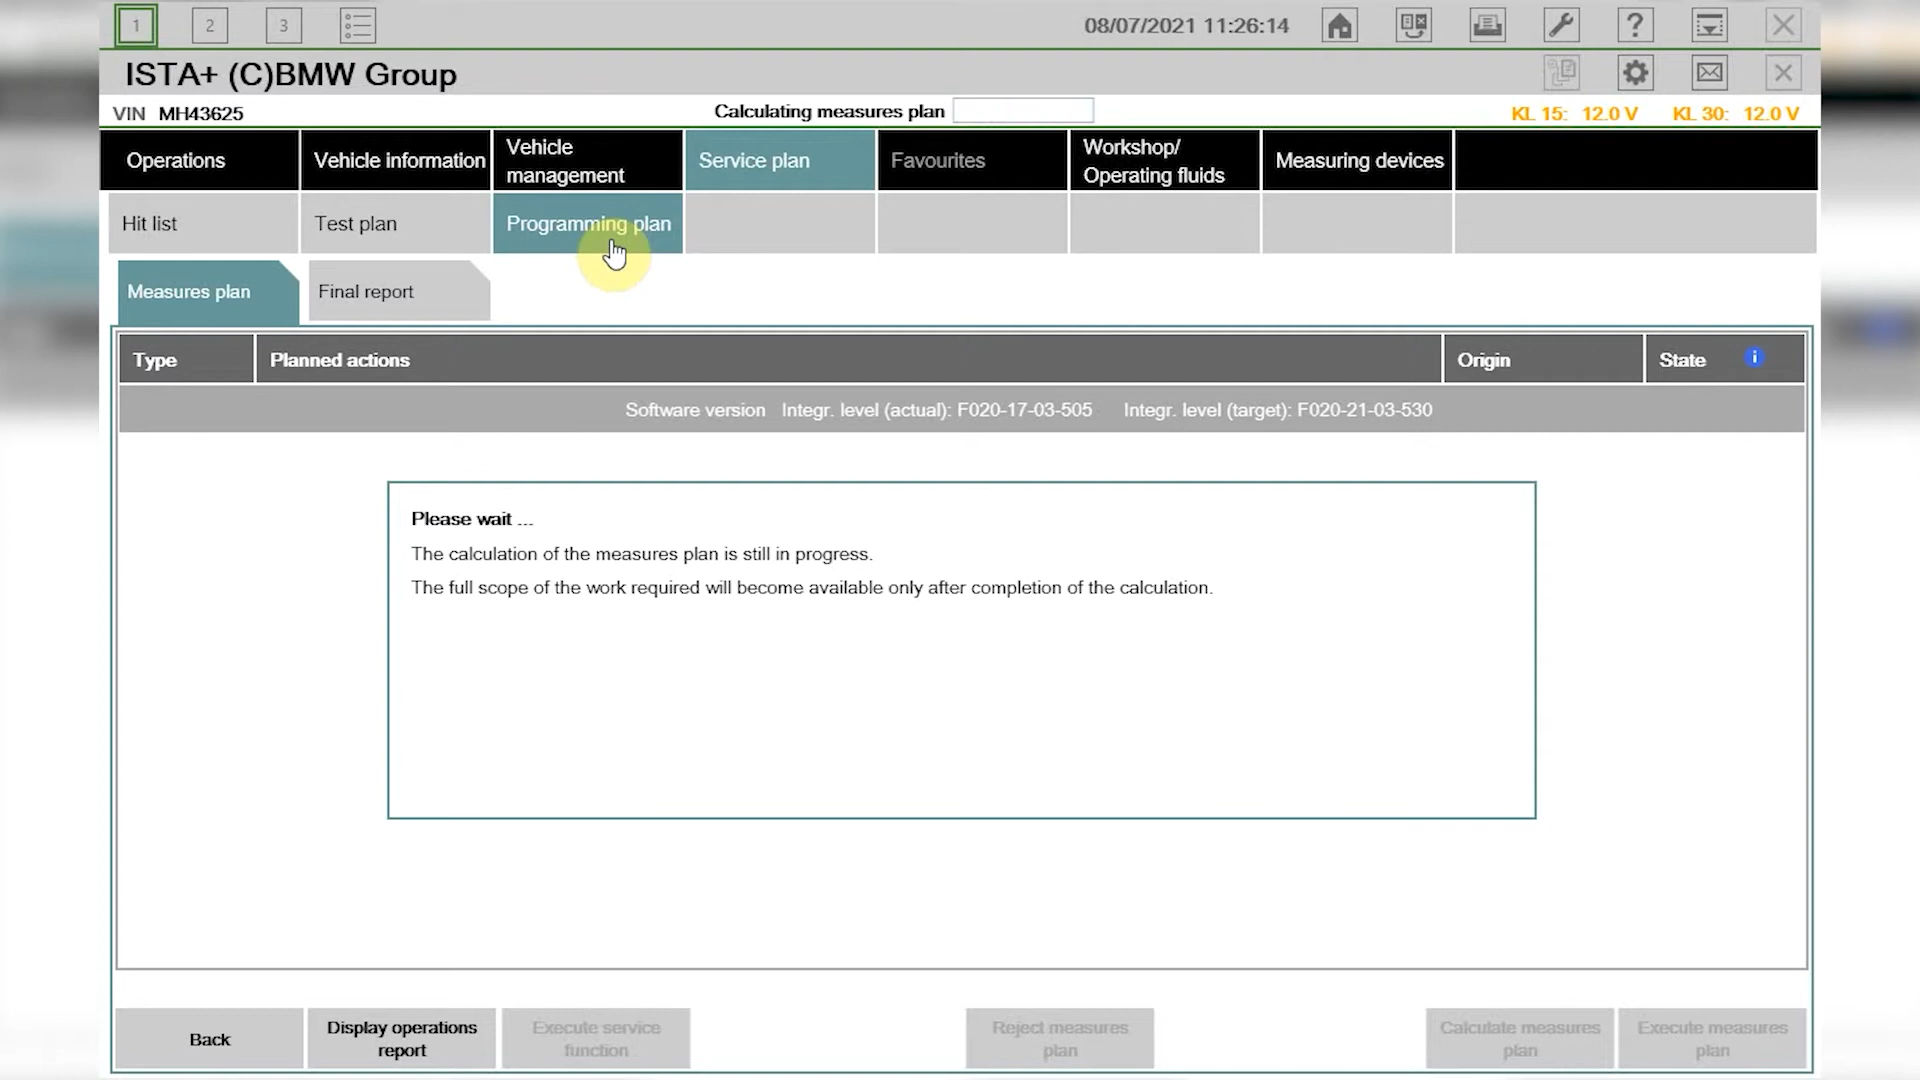 1 2 3 08/07/2021 11:26:14 ?
ISTA+ (C)BMW Group
VIN MH43625 Calculating measures plan KL 15: 12.0 V KL 30: 12.0 V
Operations
Vehicle information
Vehicle
management
Service plan
Favourites
Workshop/
Operating fluids
Measuring devices
Hit list
Test plan
Programming plan
Measures plan
Final report
Type Planned actions Origin State i
Software version Integr. level (actual): F020-17-03-505 Integr. level (target): F020-21-03-530
Please wait ...
The calculation of the measures plan is still in progress.
The full scope of the work required will become available only after completion of the calculation.
Back
Display operations
report
Execute service
function
Reject measures
plan
Calculate measures
plan
Execute measures
plan